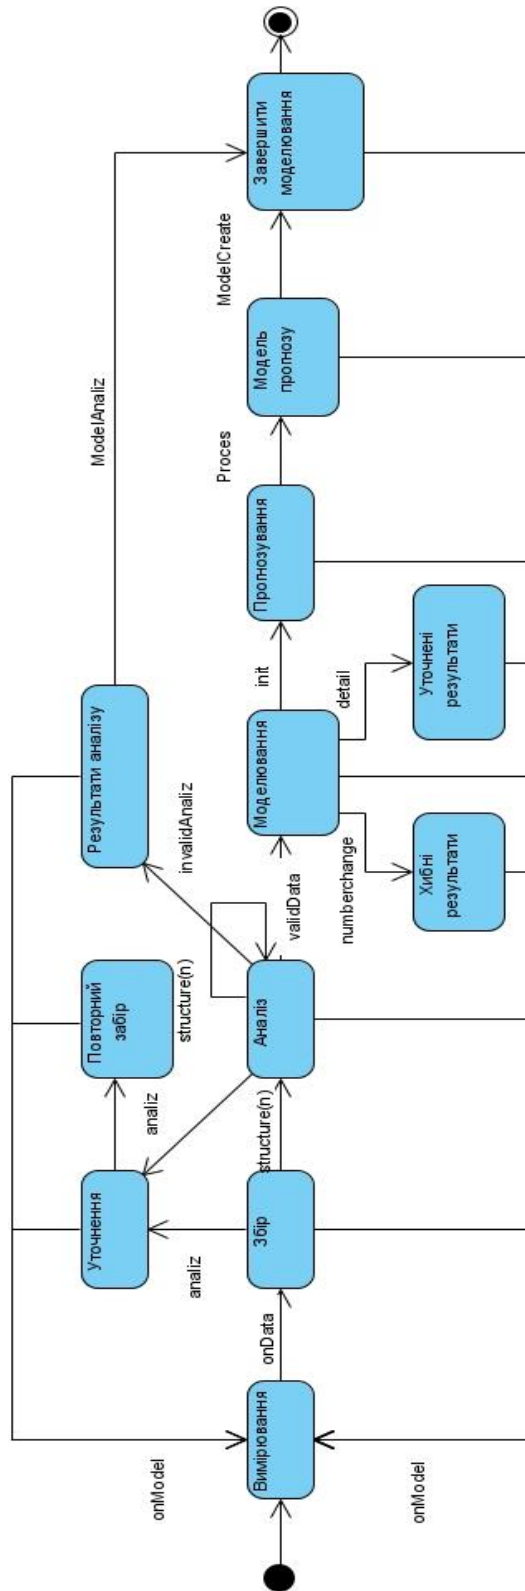 onModel
Вимірювання
onModel
onData
analiz
Уточнення
Збір
analiz
structure(n)
Повторний
забір
structure(n)
Аналіз
invalidAnaliz
validData
Результати аналізу
numberchange
Хибні
результати
Моделювання
init
detail
Уточнені
результати
Прогнозування
Proces
ModelAnaliz
Модель
прогнозу
ModelCreate
Завершити
моделювання